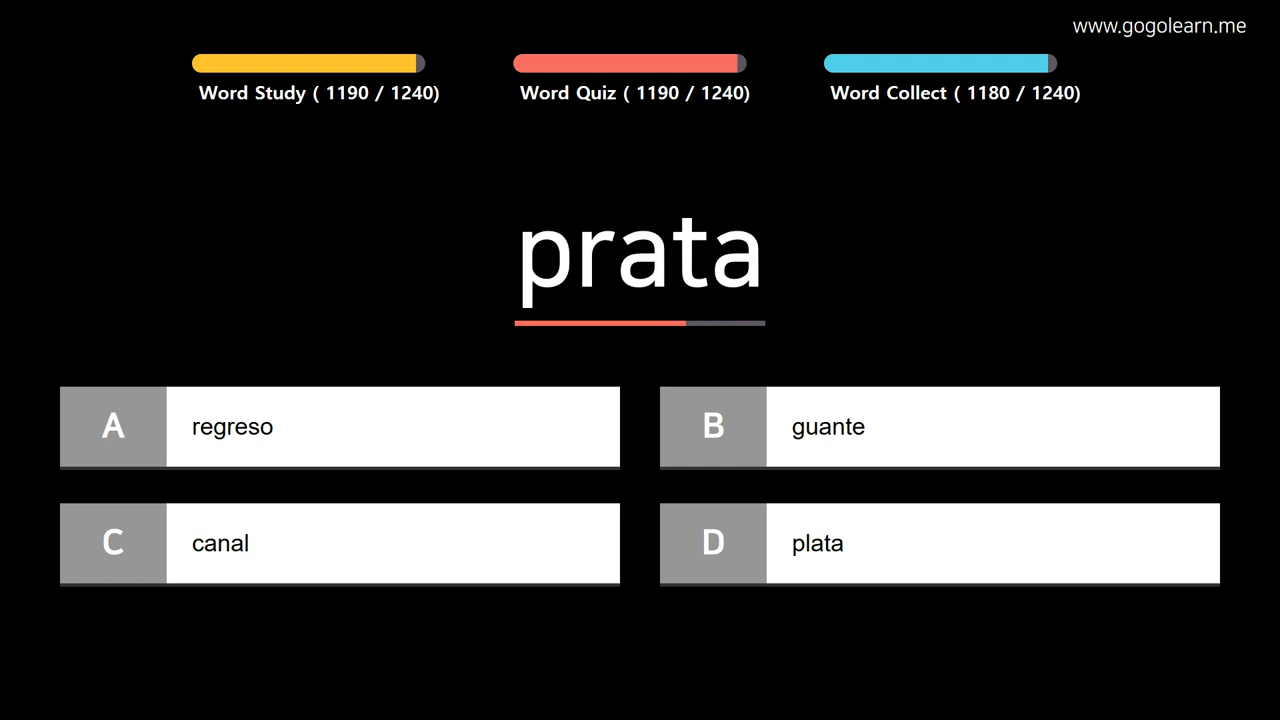 www.gogolearn.me
Word Study ( 1190 / 1240)
Word Quiz ( 1190 / 1240)
Word Collect ( 1180 / 1240)
prata
A regreso
B guante
C canal
D plata